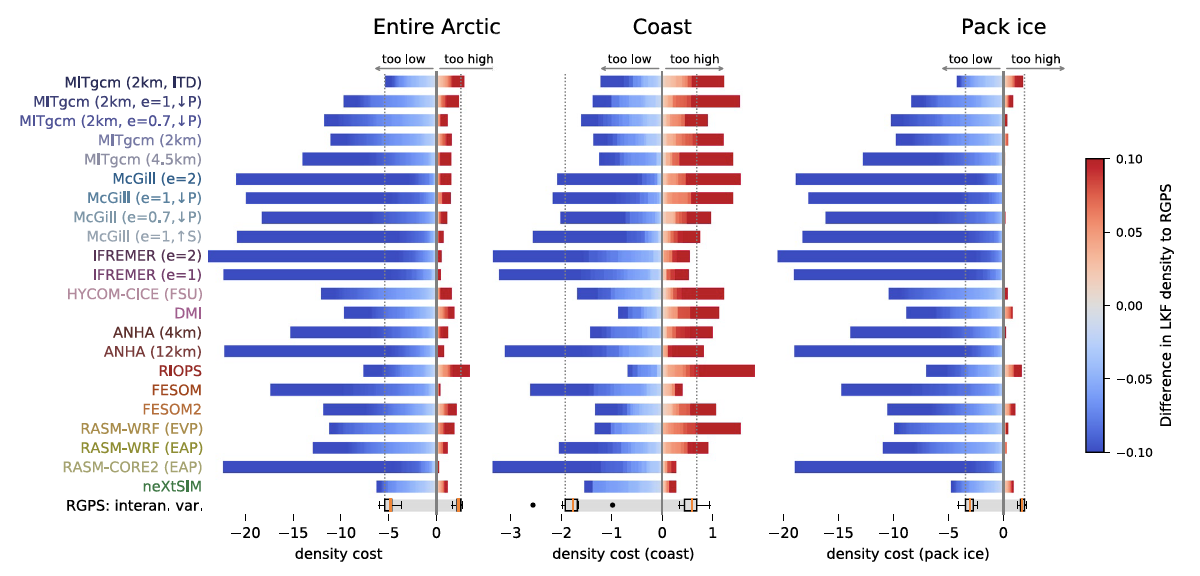 Entire Arctic
Coast
Pack ice
too low
too high
too low
too high
too low
too high
MITgcm (2km, ITD)
MITgcm (2km, e=1,↓P)
MITgcm (2km, e=0.7,↓P)
MITgcm (2km)
MITgcm (4.5km)
McGill (e=2)
McGill (e=1,↓P)
McGill (e=0.7,↓P)
McGill (e=1,↑S)
IFREMER (e=2)
IFREMER (e=1)
HYCOM-CICE (FSU)
DMI
ANHA (4km)
ANHA (12km)
RIOPS
FESOM
FESOM2
RASM-WRF (EVP)
RASM-WRF (EAP)
RASM-CORE2 (EAP)
neXtSIM
RGPS: interan. var.
−20 −15 −10 −5 0
density cost
−3 −2 −1 0 1
density cost (coast)
−20 −15 −10 −5 0
density cost (pack ice)
0.10
0.05
0.00
−0.05
−0.10
Difference in LKF density to RGPS